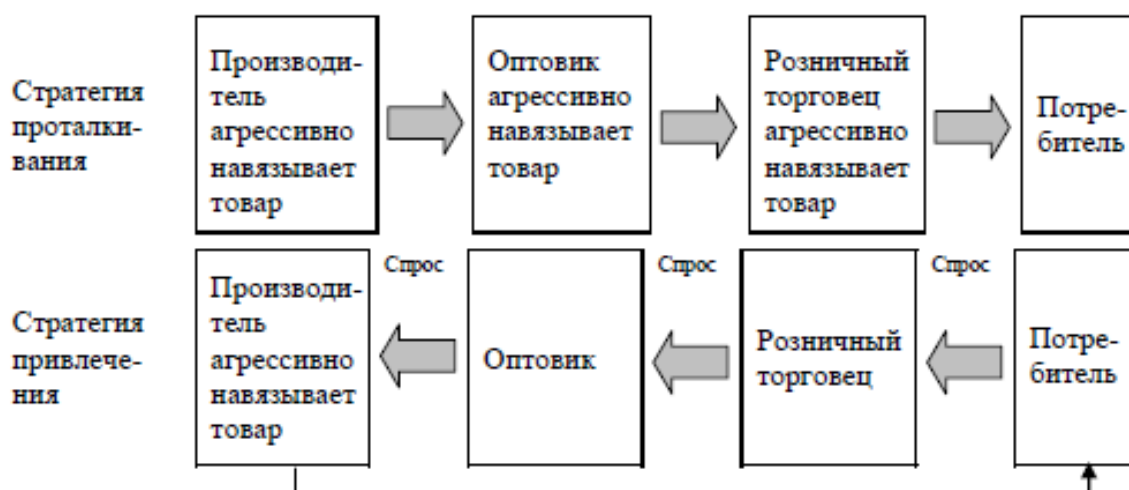 Стратегия
проталки-
вания
Производи-
тель
агрессивно
навязывает
товар
Оптовик
агрессивно
навязывает
товар
Розничный
торговец
агрессивно
навязывает
товар
Потре-
битель
Стратегия
привлече-
ния
Производи-
тель
агрессивно
навязывает
товар
Спрос
Оптовик
Спрос
Розничный
торговец
Спрос
Потре-
битель